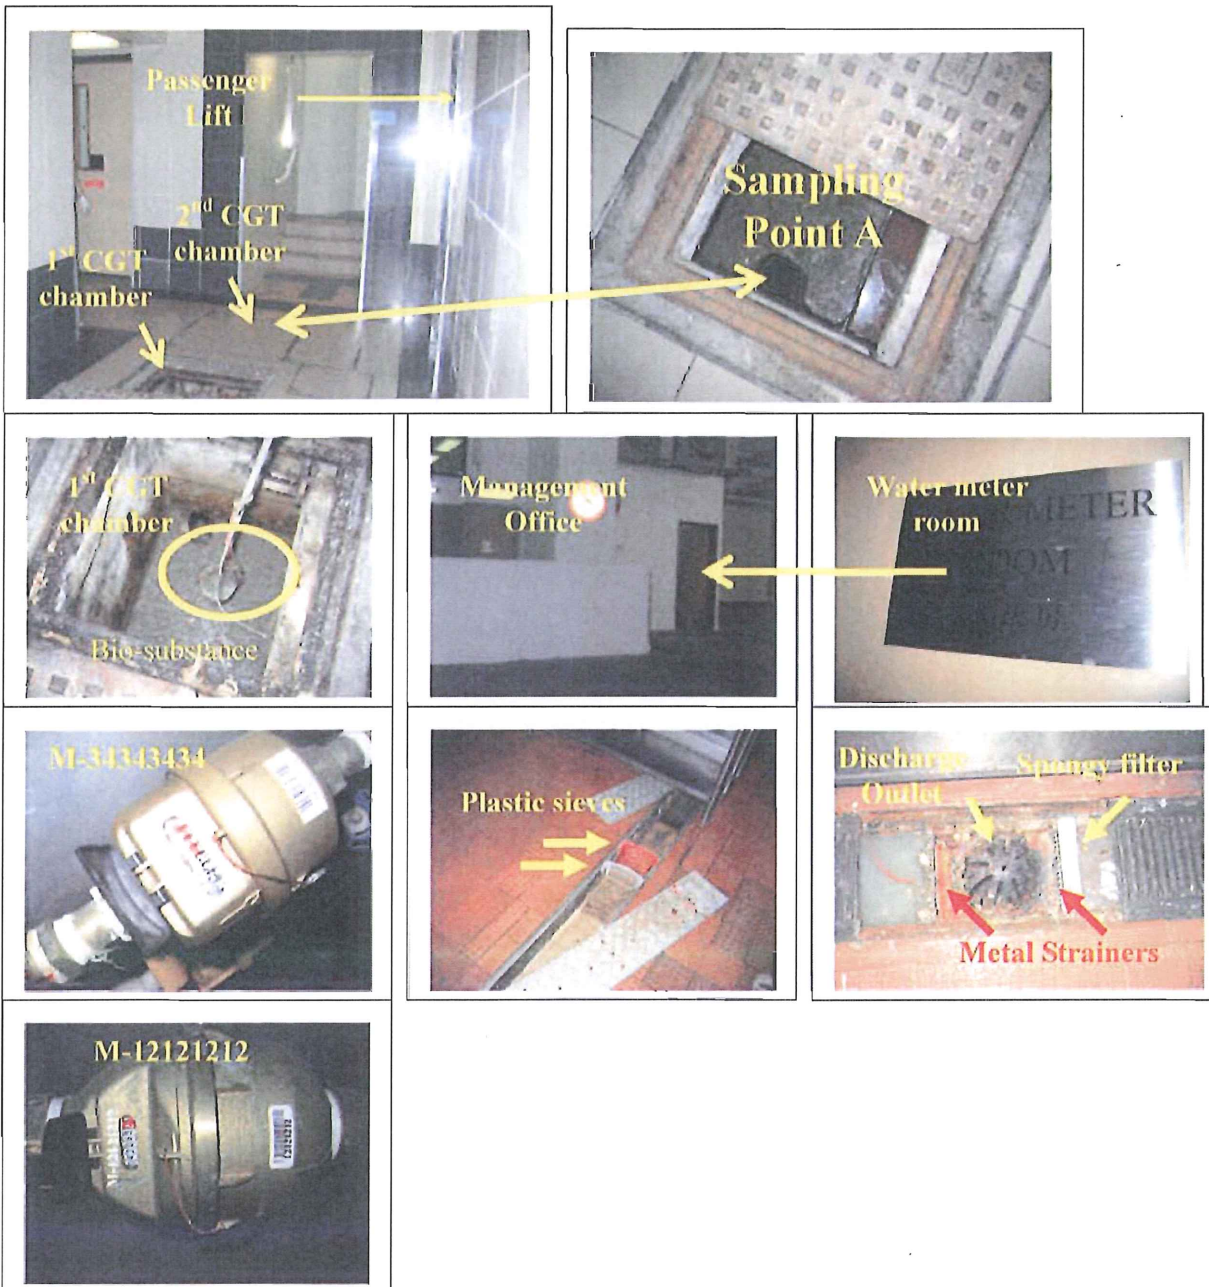 Passenger
Lift
2nd CGT
chamber
1st CGT
chamber
Sampling
Point A
1st CGT
chamber
Bio-substance
Management
Office
Water meter
room
METER
M-34343434
Plastic sieves
Discharge
Outlet
Spongy filter
Metal Strainers
M-12121212
12121212